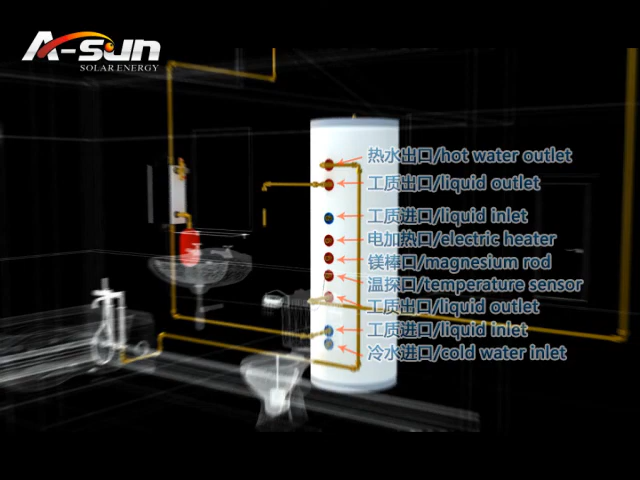 A-sun
SOLAR ENERGY
热水出口/hot water outlet
工质出口/liquid outlet
工质进口/liquid inlet
电加热口/electric heater
镁棒口/magnesium rod
温探口/temperature sensor
工质出口/liquid outlet
工质进口/liquid inlet
冷水进口/cold water inlet